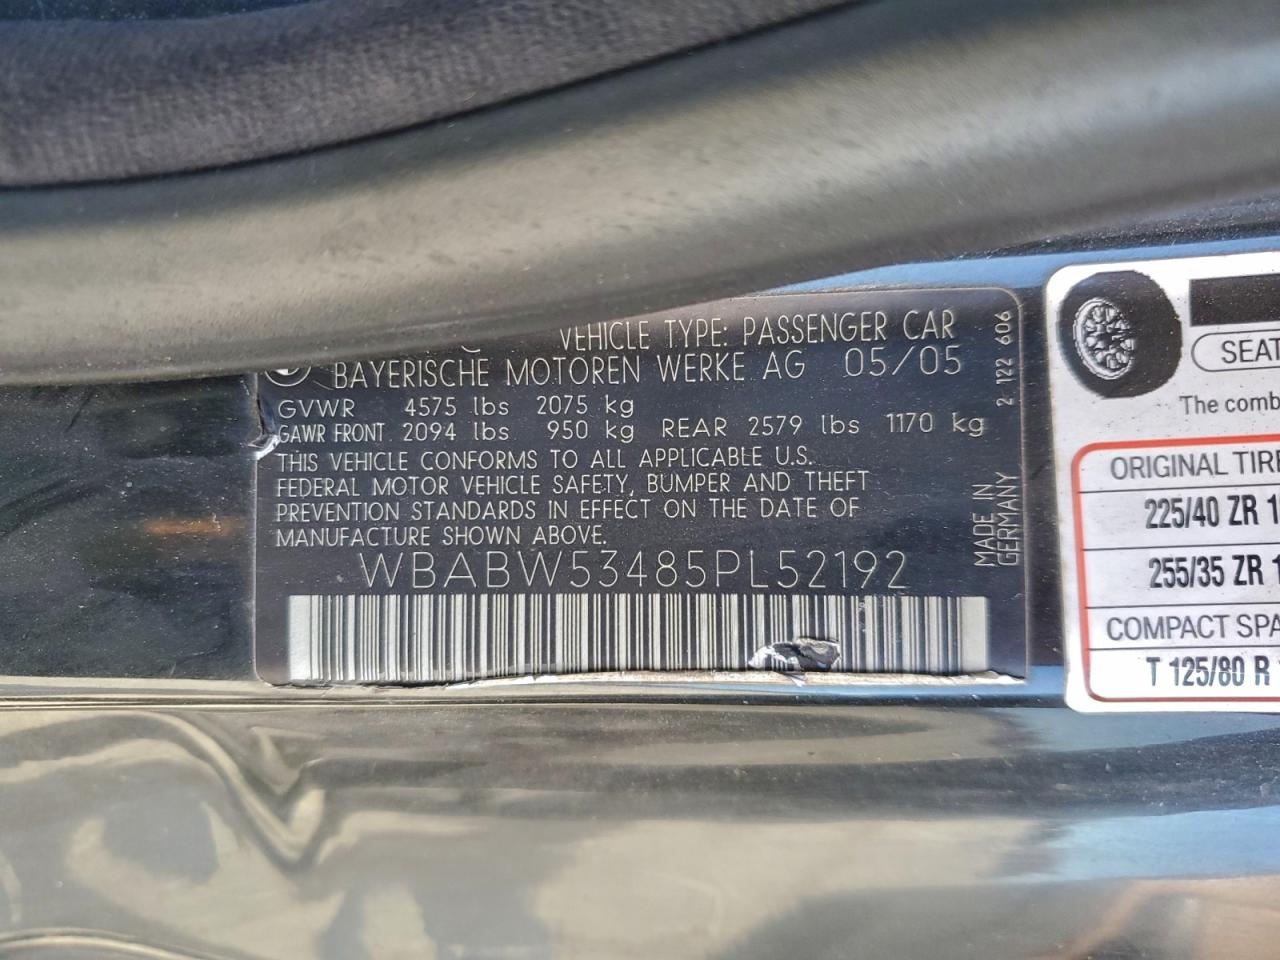 VEHICLE TYPE: PASSENGER CAR
BAYERISCHE MOTOREN WERKE AG 05/05
GVWR 4575 lbs 2075 kg
GAWR FRONT 2094 lbs 950 kg REAR 2579 lbs 1170 kg
THIS VEHICLE CONFORMS TO ALL APPLICABLE U.S.
FEDERAL MOTOR VEHICLE SAFETY, BUMPER AND THEFT
PREVENTION STANDARDS IN EFFECT ON THE DATE OF
MANUFACTURE SHOWN ABOVE.
WBABW53485PL52192
2-122 606
MADE IN
GERMANY
SEAT
The comb
ORIGINAL TIRE
225/40 ZR 1
255/35 ZR 1
COMPACT SPA
T 125/80 R